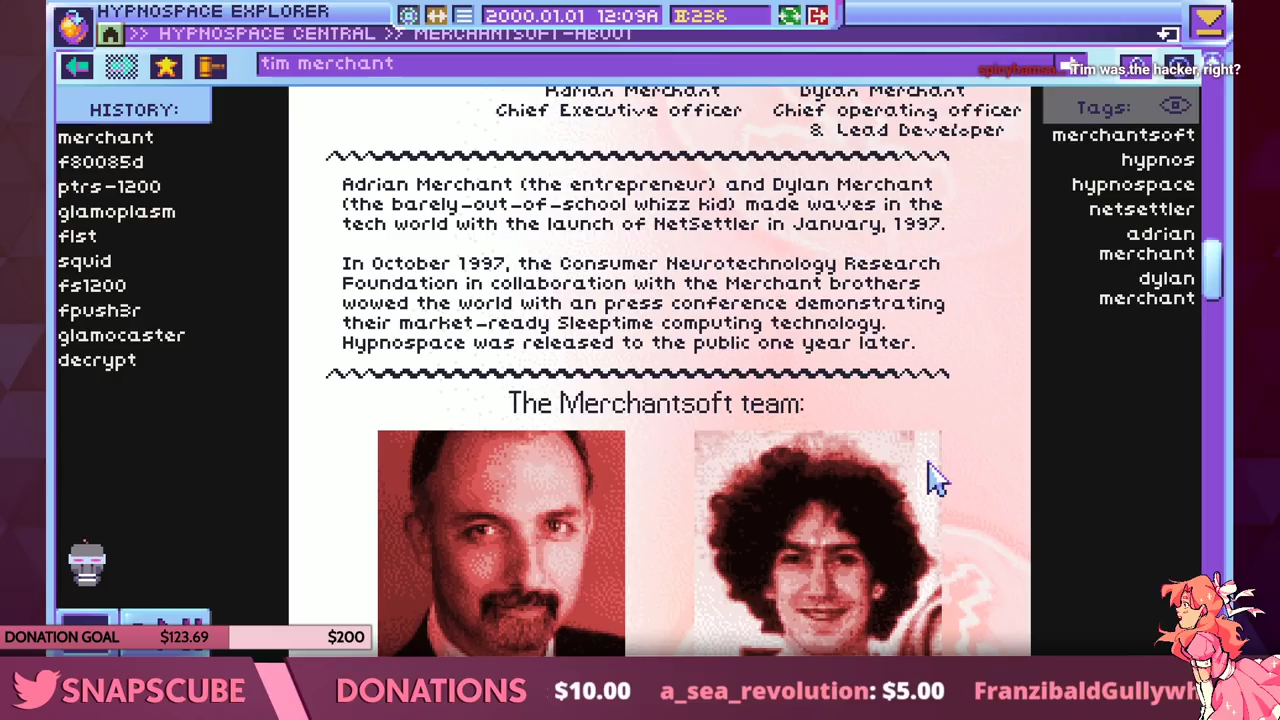 HYPNOSPACE EXPLORER
2000.01.01 12:09A
236
>> HYPNOSPACE CENTRAL >> MERCHANTSOFT-ABOUT
tim merchant
Tim was the hacker, right?
HISTORY:
merchant
f80085d
ptrs-1200
glamoplasm
flst
squid
fs1200
fpush3r
glamocaster
decrypt
Adrian Merchant
Chief Executive officer
Dylan Merchant
Chief operating officer
& Lead Developer
Adrian Merchant (the entrepreneur) and Dylan Merchant
(the barely-out-of-school whizz kid) made waves in the
tech world with the launch of NetSettler in January, 1997.
In October 1997, the Consumer Neurotechnology Research
Foundation in collaboration with the Merchant brothers
wowed the world with an press conference demonstrating
their market-ready Sleeptime computing technology.
Hypnospace was released to the public one year later.
The Merchantsoft team:
Tags:
merchantsoft
hypnos
hypnospace
netsettler
adrian
merchant
dylan
merchant
DONATION GOAL $123.69 $200
SNAPSCUBE
DONATIONS $10.00 a_sea_revolution: $5.00 FranzibaldGullywh